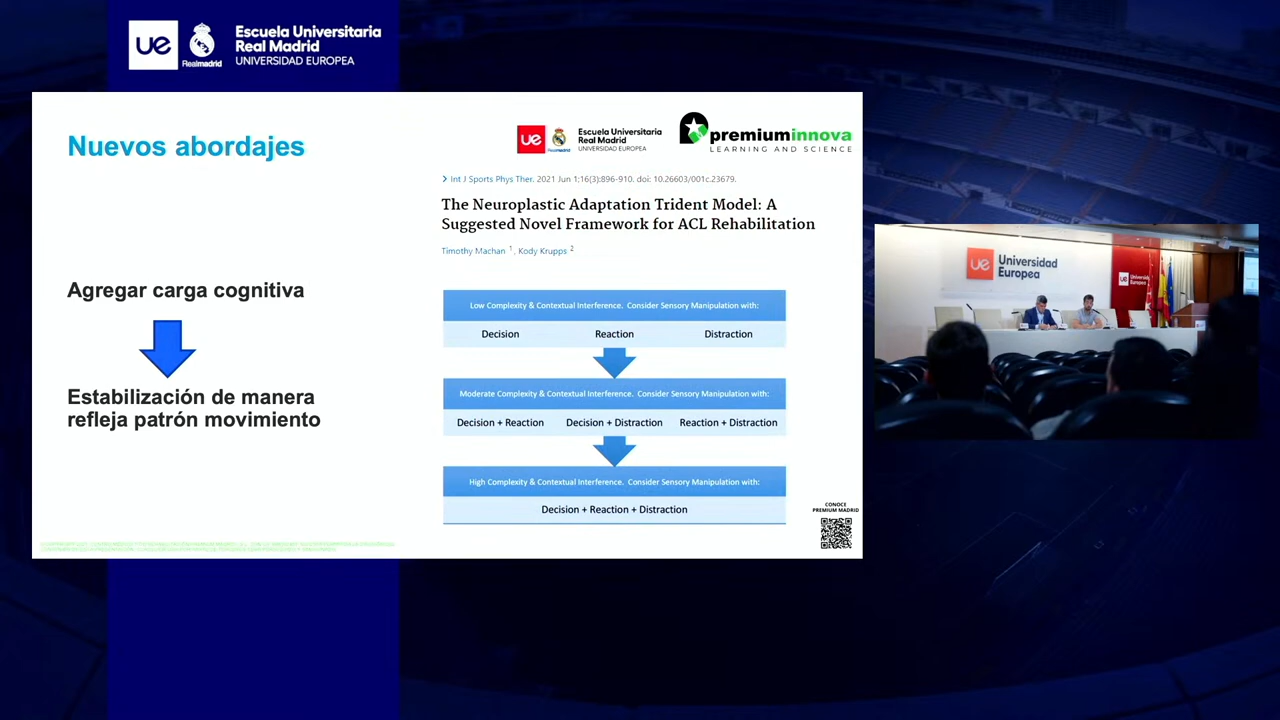 ue
Realmadrid
Escuela Universitaria
Real Madrid
UNIVERSIDAD EUROPEA
Nuevos abordajes
ue
Realmadrid
Escuela Universitaria
Real Madrid
UNIVERSIDAD EUROPEA
premiuminnova
LEARNING AND SCIENCE
Int J Sports Phys Ther. 2021 Jun 1;16(3):896-910. doi: 10.26603/001c.23679.
The Neuroplastic Adaptation Trident Model: A
Suggested Novel Framework for ACL Rehabilitation
Timothy Machan 1, Kody Krupps 2
Agregar carga cognitiva
Estabilización de manera
refleja patrón movimiento
Low Complexity & Contextual Interference. Consider Sensory Manipulation with:
Decision Reaction Distraction
Moderate Complexity & Contextual Interference. Consider Sensory Manipulation with:
Decision + Reaction Decision + Distraction Reaction + Distraction
High Complexity & Contextual Interference. Consider Sensory Manipulation with:
Decision + Reaction + Distraction
CONOCE
PREMIUM MADRID
ue
Universidad
Europea
ue